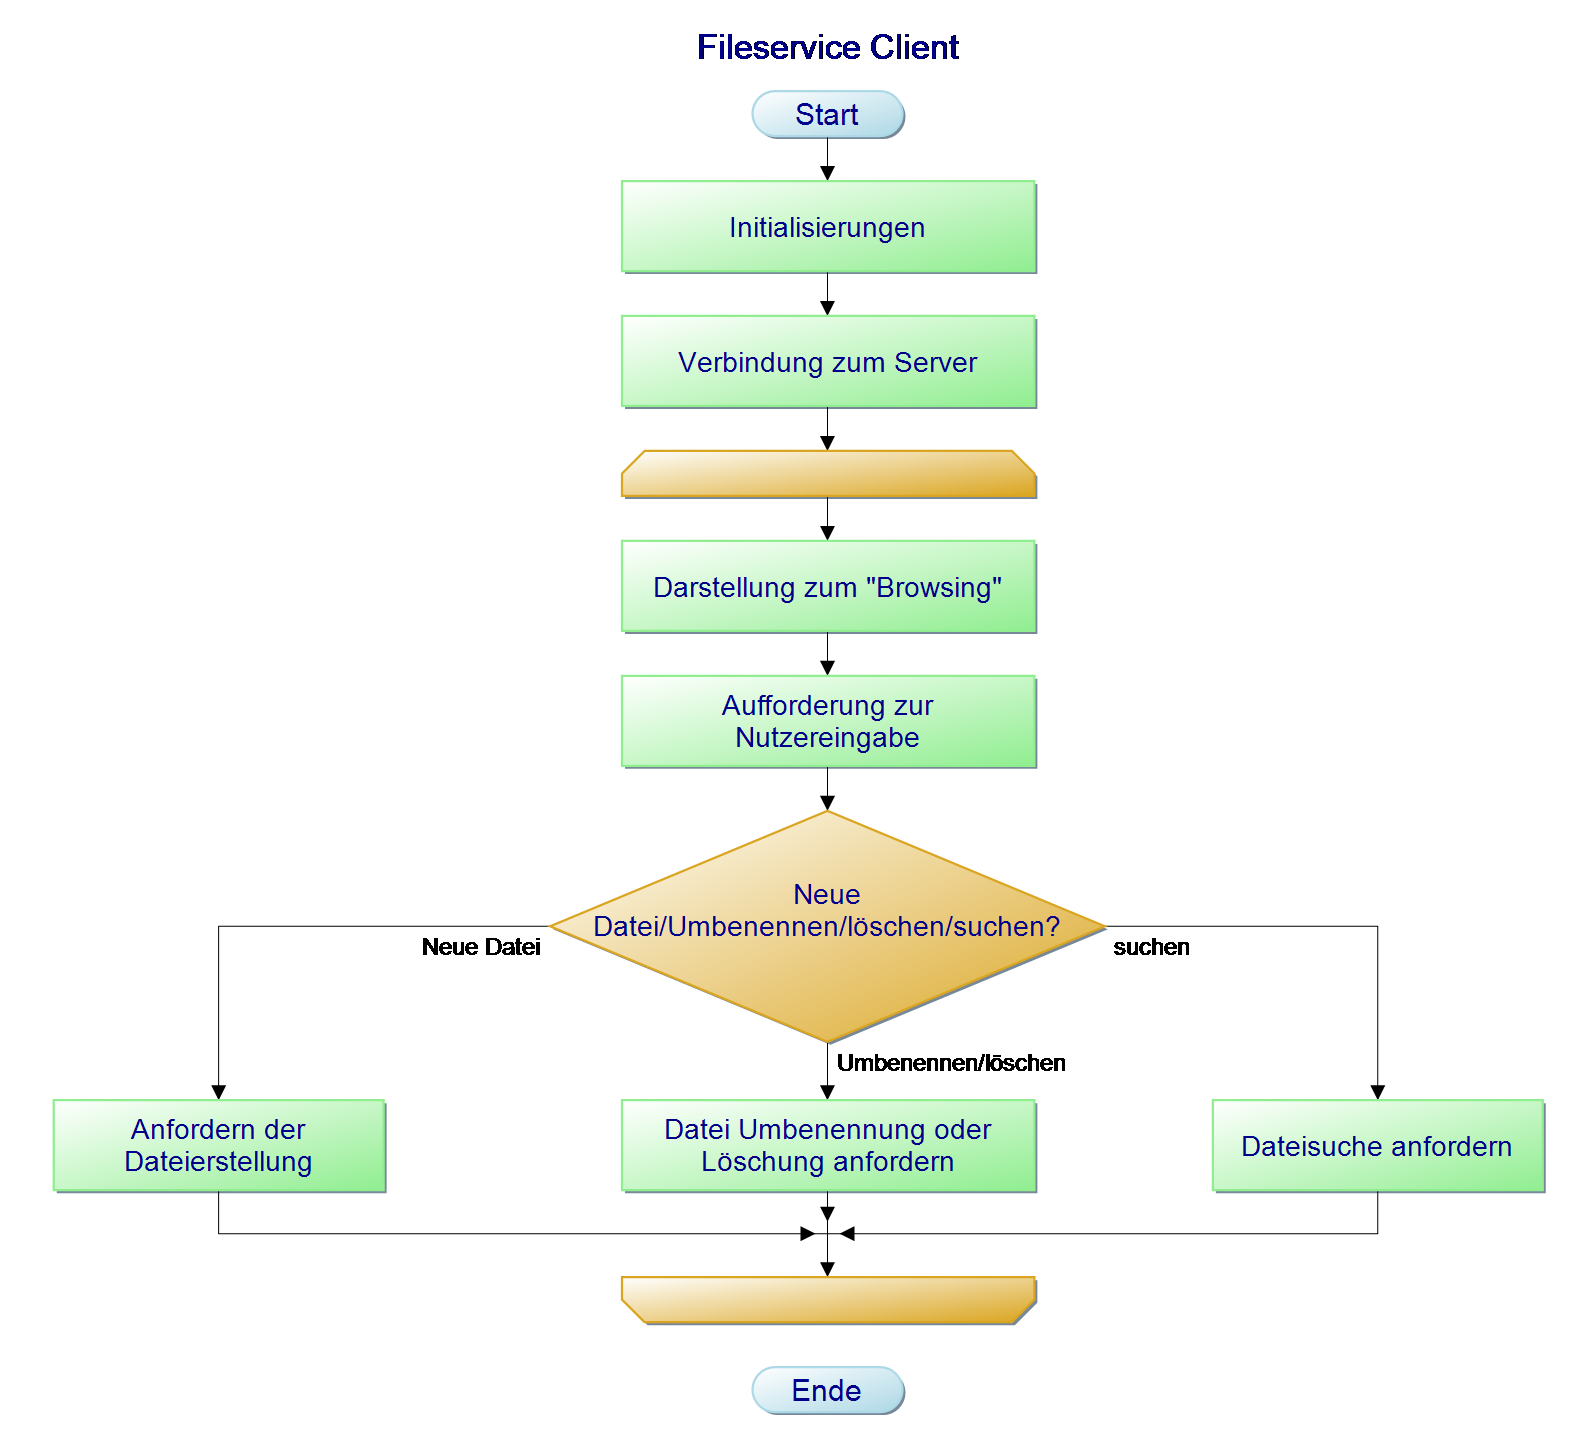 Fileservice Client
Start
Initialisierungen
Verbindung zum Server
Darstellung zum "Browsing"
Aufforderung zur
Nutzereingabe
Neue
Datei/Umbenennen/löschen/suchen?
Neue Datei
suchen
Umbenennen/löschen
Anfordern der
Dateierstellung
Datei Umbenennung oder
Löschung anfordern
Dateisuche anfordern
Ende